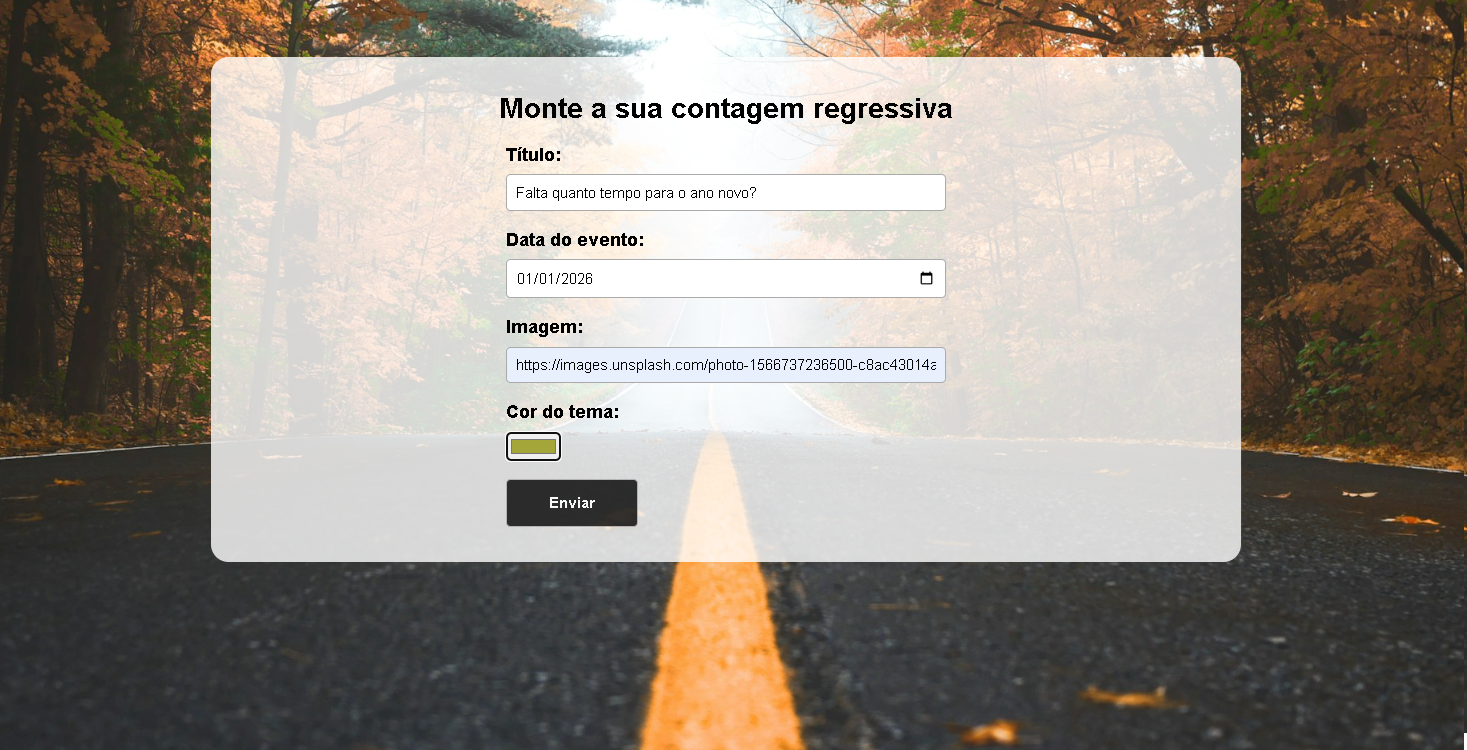 Monte a sua contagem regressiva
Título:
Falta quanto tempo para o ano novo?
Data do evento:
01/01/2026
Imagem:
https://images.unsplash.com/photo-1566737236500-c8ac43014a
Cor do tema:
Enviar